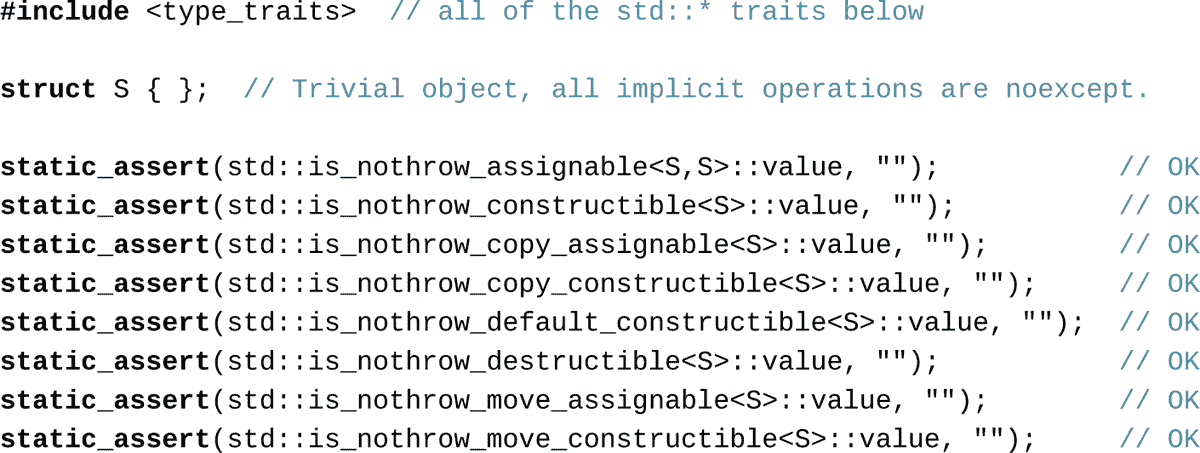 #include <type_traits>  // all of the std::* traits below
struct S { };  // Trivial object, all implicit operations are noexcept.
static_assert(std::is_nothrow_assignable<S,S>::value, "");           // OK
static_assert(std::is_nothrow_constructible<S>::value, "");          // OK
static_assert(std::is_nothrow_copy_assignable<S>::value, "");        // OK
static_assert(std::is_nothrow_copy_constructible<S>::value, "");     // OK
static_assert(std::is_nothrow_default_constructible<S>::value, "");  // OK
static_assert(std::is_nothrow_destructible<S>::value, "");           // OK
static_assert(std::is_nothrow_move_assignable<S>::value, "");        // OK
static_assert(std::is_nothrow_move_constructible<S>::value, "");     // OK